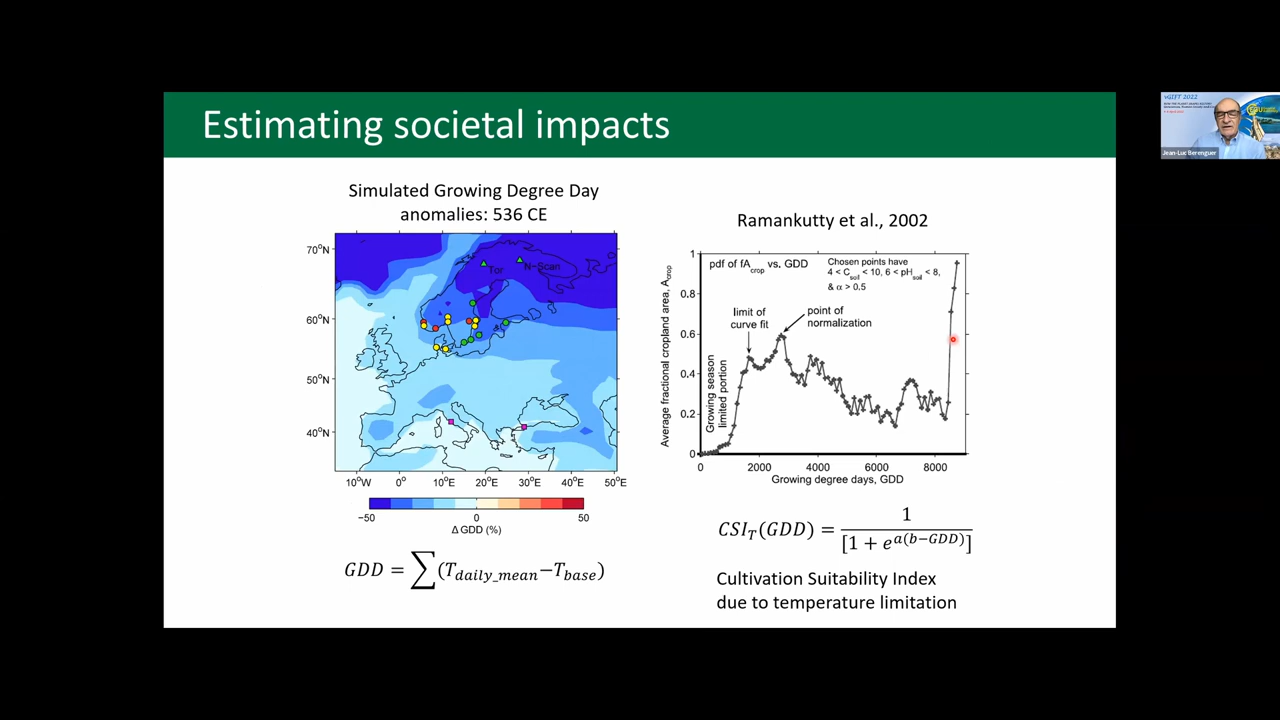 Estimating societal impacts
Simulated Growing Degree Day
anomalies: 536 CE
70°N
60°N
50°N
40°N
Tor
N-Scan
10°W
0°
10°E
20°E
30°E
40°E
50°E
−50
0
50
Δ GDD (%)
GDD = ∑(T_daily_mean−T_base)
Ramankutty et al., 2002
pdf of fA_crop vs. GDD
Chosen points have
4 < C_soil < 10, 6 < pH_soil < 8,
& α > 0.5
limit of
curve fit
point of
normalization
Growing season
limited portion
Average fractional cropland area, A_crop
1
0.8
0.6
0.4
0.2
0
0
2000
4000
6000
8000
Growing degree days, GDD
CSI_T(GDD) = 1 / [1 + e^a(b−GDD)]
Cultivation Suitability Index
due to temperature limitation
vGIFT 2022
EGU
Jean-Luc Berenguer